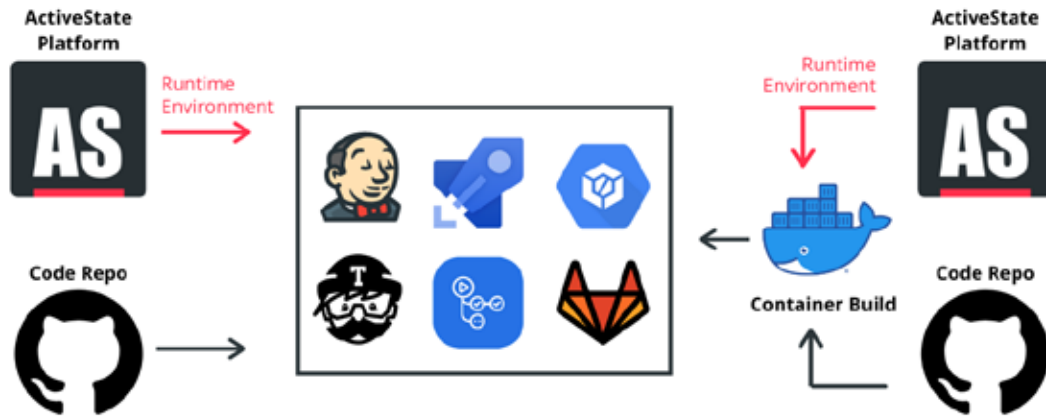 ActiveState
Platform
AS
Runtime
Environment
Code Repo
T
ActiveState
Platform
AS
Runtime
Environment
Container Build
Code Repo